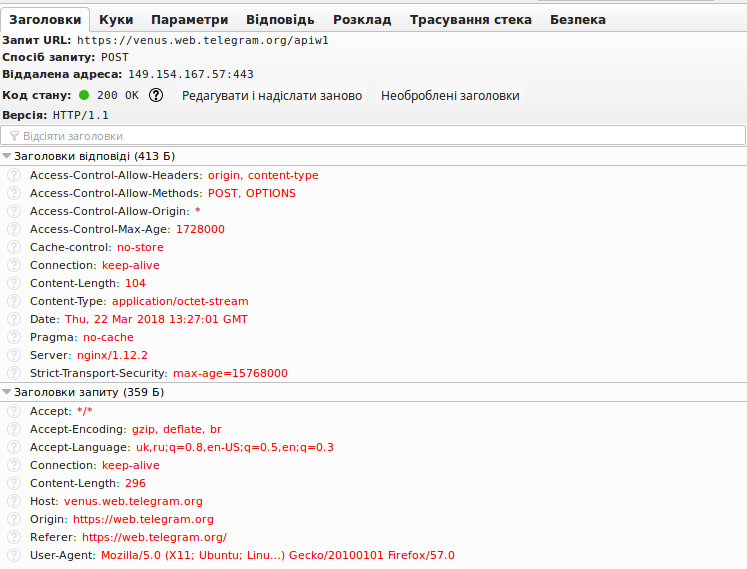 Заголовки Куки Параметри Відповідь Розклад Трасування стека Безпека
Запит URL: https://venus.web.telegram.org/apiw1
Спосіб запиту: POST
Віддалена адреса: 149.154.167.57:443
Код стану: 200 OK ? Редагувати і надіслати заново Необроблені заголовки
Версія: HTTP/1.1
Відсіяти заголовки
Заголовки відповіді (413 Б)
? Access-Control-Allow-Headers: origin, content-type
? Access-Control-Allow-Methods: POST, OPTIONS
? Access-Control-Allow-Origin: *
? Access-Control-Max-Age: 1728000
? Cache-control: no-store
? Connection: keep-alive
? Content-Length: 104
? Content-Type: application/octet-stream
? Date: Thu, 22 Mar 2018 13:27:01 GMT
? Pragma: no-cache
? Server: nginx/1.12.2
? Strict-Transport-Security: max-age=15768000
Заголовки запиту (359 Б)
? Accept: */*
? Accept-Encoding: gzip, deflate, br
? Accept-Language: uk,ru;q=0.8,en-US;q=0.5,en;q=0.3
? Connection: keep-alive
? Content-Length: 296
? Host: venus.web.telegram.org
? Origin: https://web.telegram.org
? Referer: https://web.telegram.org/
? User-Agent: Mozilla/5.0 (X11; Ubuntu; Linu...) Gecko/20100101 Firefox/57.0